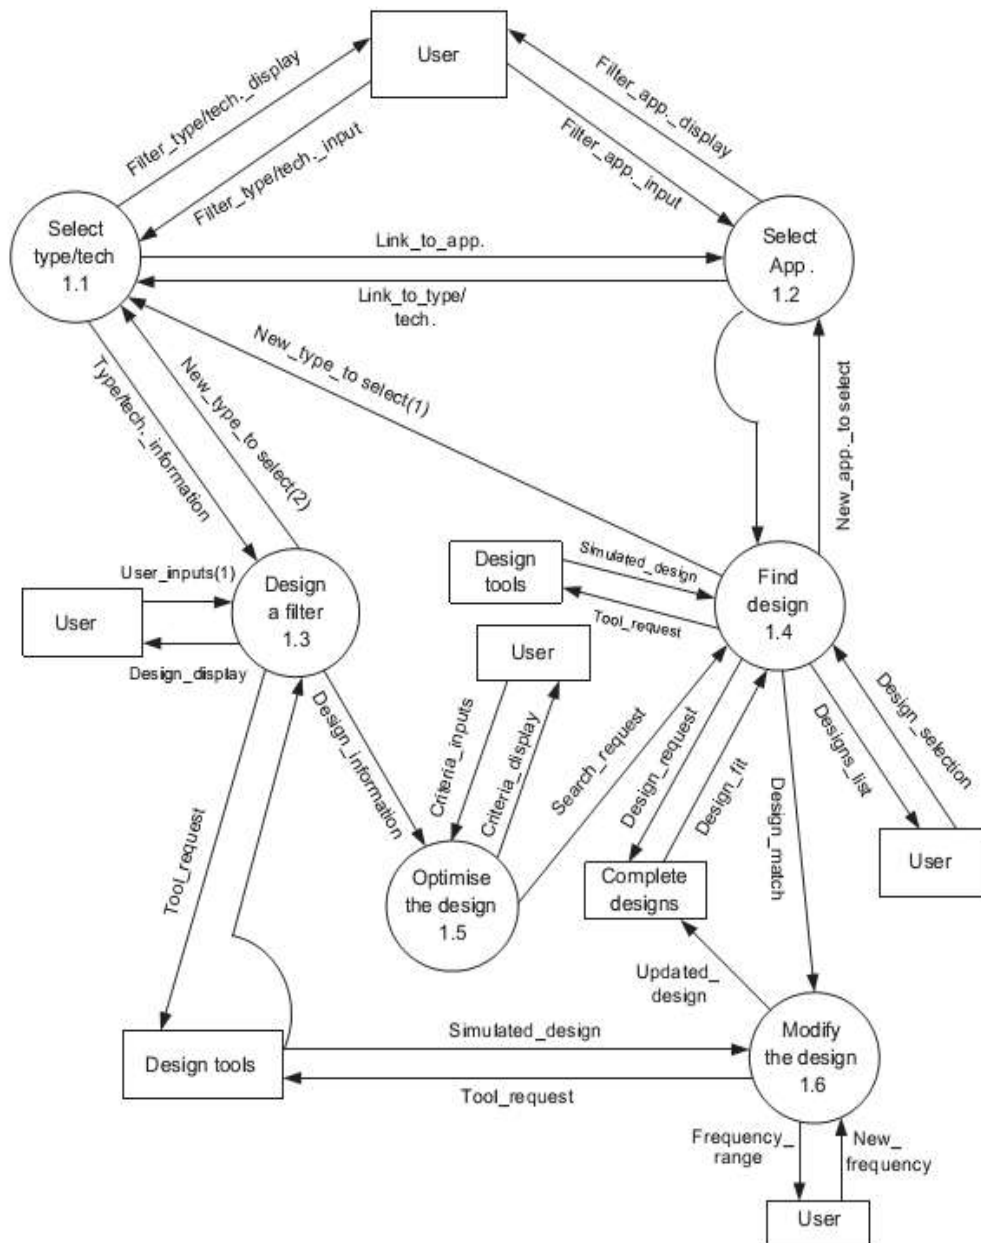 User
Filter_type/tech._display
Filter_type/tech._input
Filter_app._display
Filter_app._input
Select
type/tech
1.1
Link_to_app.
Link_to_type/
tech.
Select
App .
1.2
New_type_to select(1)
New_type_to select(2)
Type/tech._information
New_app._to select
User
User_inputs(1)
Design_display
Design
a filter
1.3
Design
tools
Simulated_design
Tool_request
Find
design
1.4
User
Criteria_inputs
Criteria_display
Search_request
Design_request
Design_fit
Design_match
Designs_list
Design_selection
Design_information
Tool_request
Optimise
the design
1.5
Complete
designs
User
Updated_
design
Design tools
Simulated_design
Tool_request
Modify
the design
1.6
Frequency_
range
New_
frequency
User